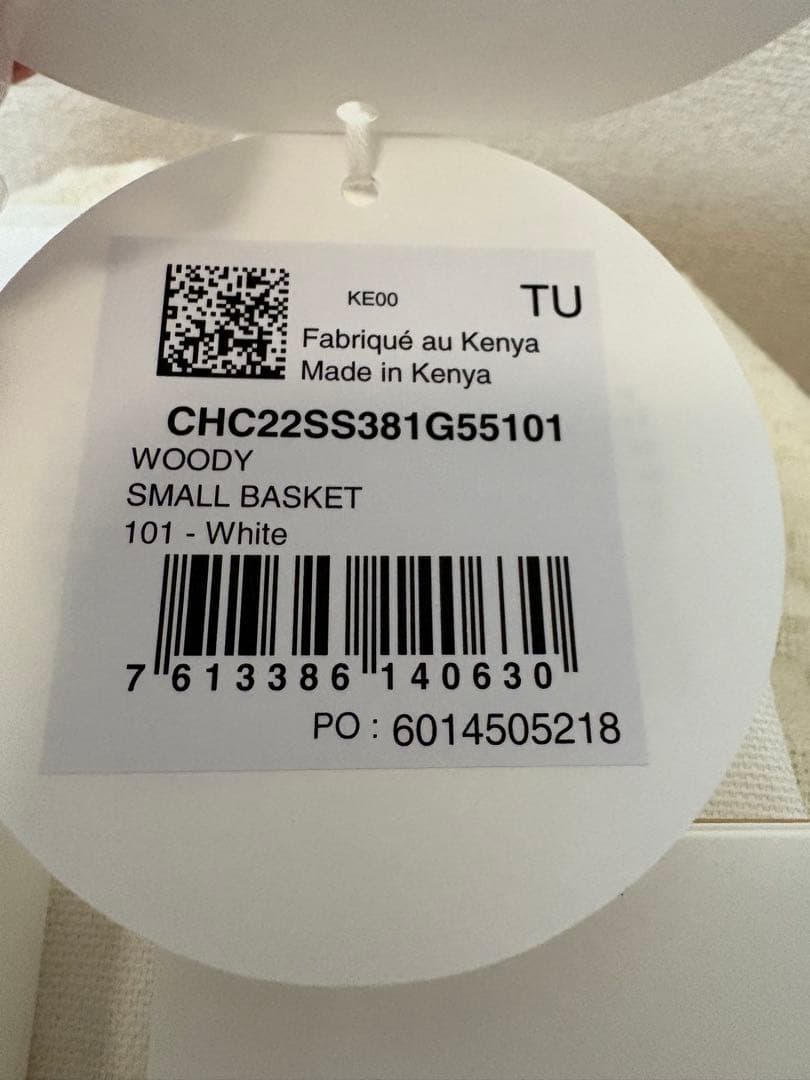 KE00
TU
Fabriqué au Kenya
Made in Kenya
CHC22SS381G55101
WOODY
SMALL BASKET
101 - White
7 613386 140630
PO : 6014505218